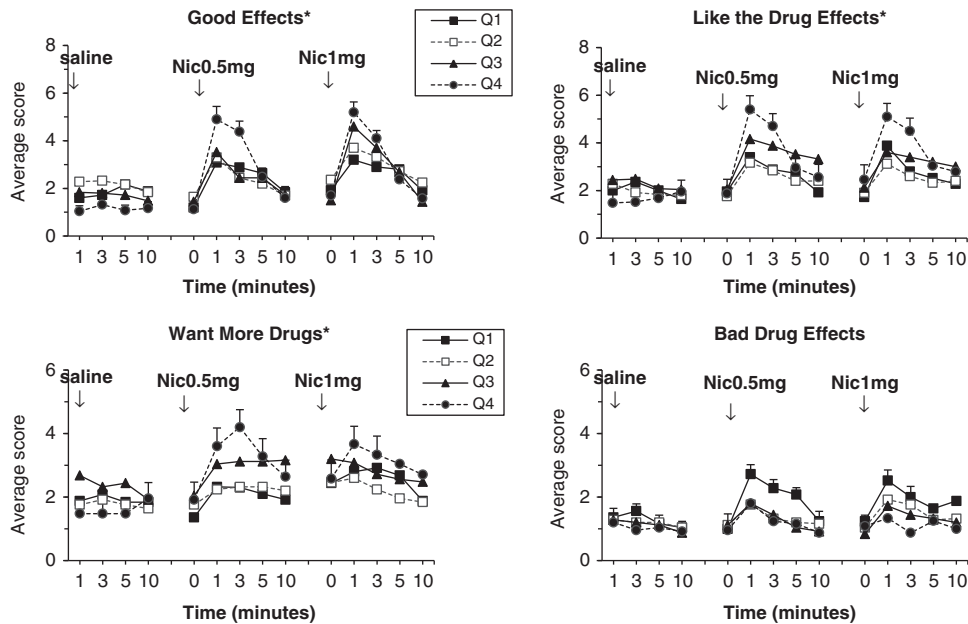 Good Effects*
Q1
Q2
Q3
Q4
saline
Nic0.5mg
Nic1mg
Average score
8
6
4
2
0
1 3 5 10 0 1 3 5 10 0 1 3 5 10
Time (minutes)
Like the Drug Effects*
saline
Nic0.5mg
Nic1mg
Average score
8
6
4
2
0
1 3 5 10 0 1 3 5 10 0 1 3 5 10
Time (minutes)
Want More Drugs*
Q1
Q2
Q3
Q4
saline
Nic0.5mg
Nic1mg
Average score
6
4
2
0
1 3 5 10 0 1 3 5 10 0 1 3 5 10
Time (minutes)
Bad Drug Effects
saline
Nic0.5mg
Nic1mg
Average score
6
4
2
0
1 3 5 10 0 1 3 5 10 0 1 3 5 10
Time (minutes)